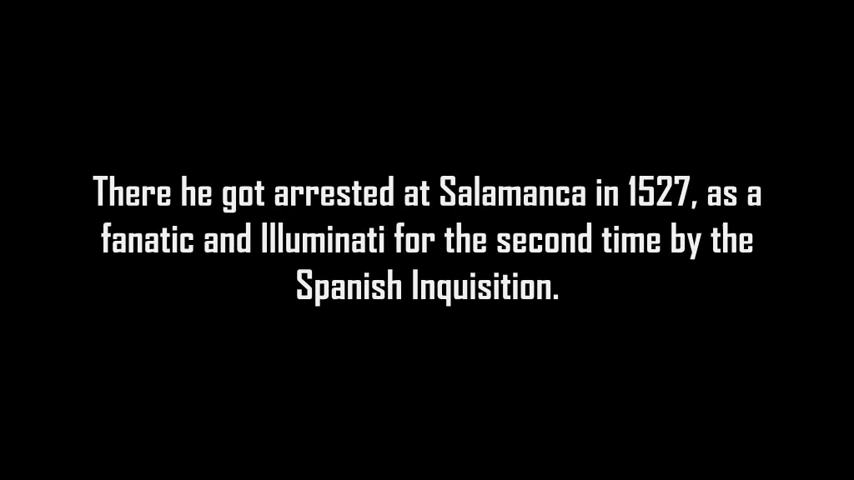 There he got arrested at Salamanca in 1527, as a
fanatic and Illuminati for the second time by the
Spanish Inquisition.